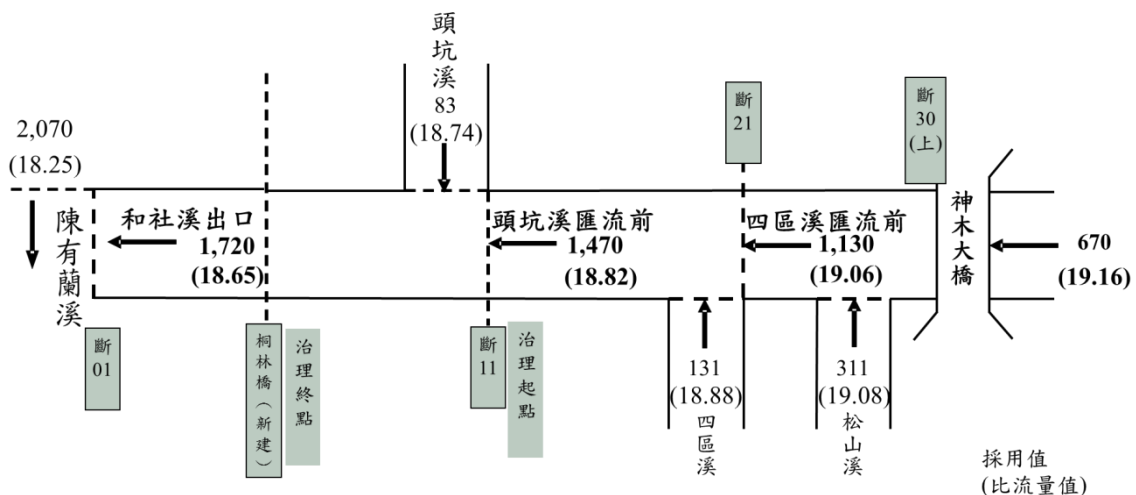 頭坑溪
83
(18.74)
斷
21
斷
30
(上)
2,070
(18.25)
陳有蘭溪
和社溪出口
1,720
(18.65)
頭坑溪匯流前
1,470
(18.82)
四區溪匯流前
1,130
(19.06)
神木大橋
670
(19.16)
斷
01
桐林橋（新建）
治理終點
斷
11
治理起點
131
(18.88)
四區溪
311
(19.08)
松山溪
採用值
(比流量值)